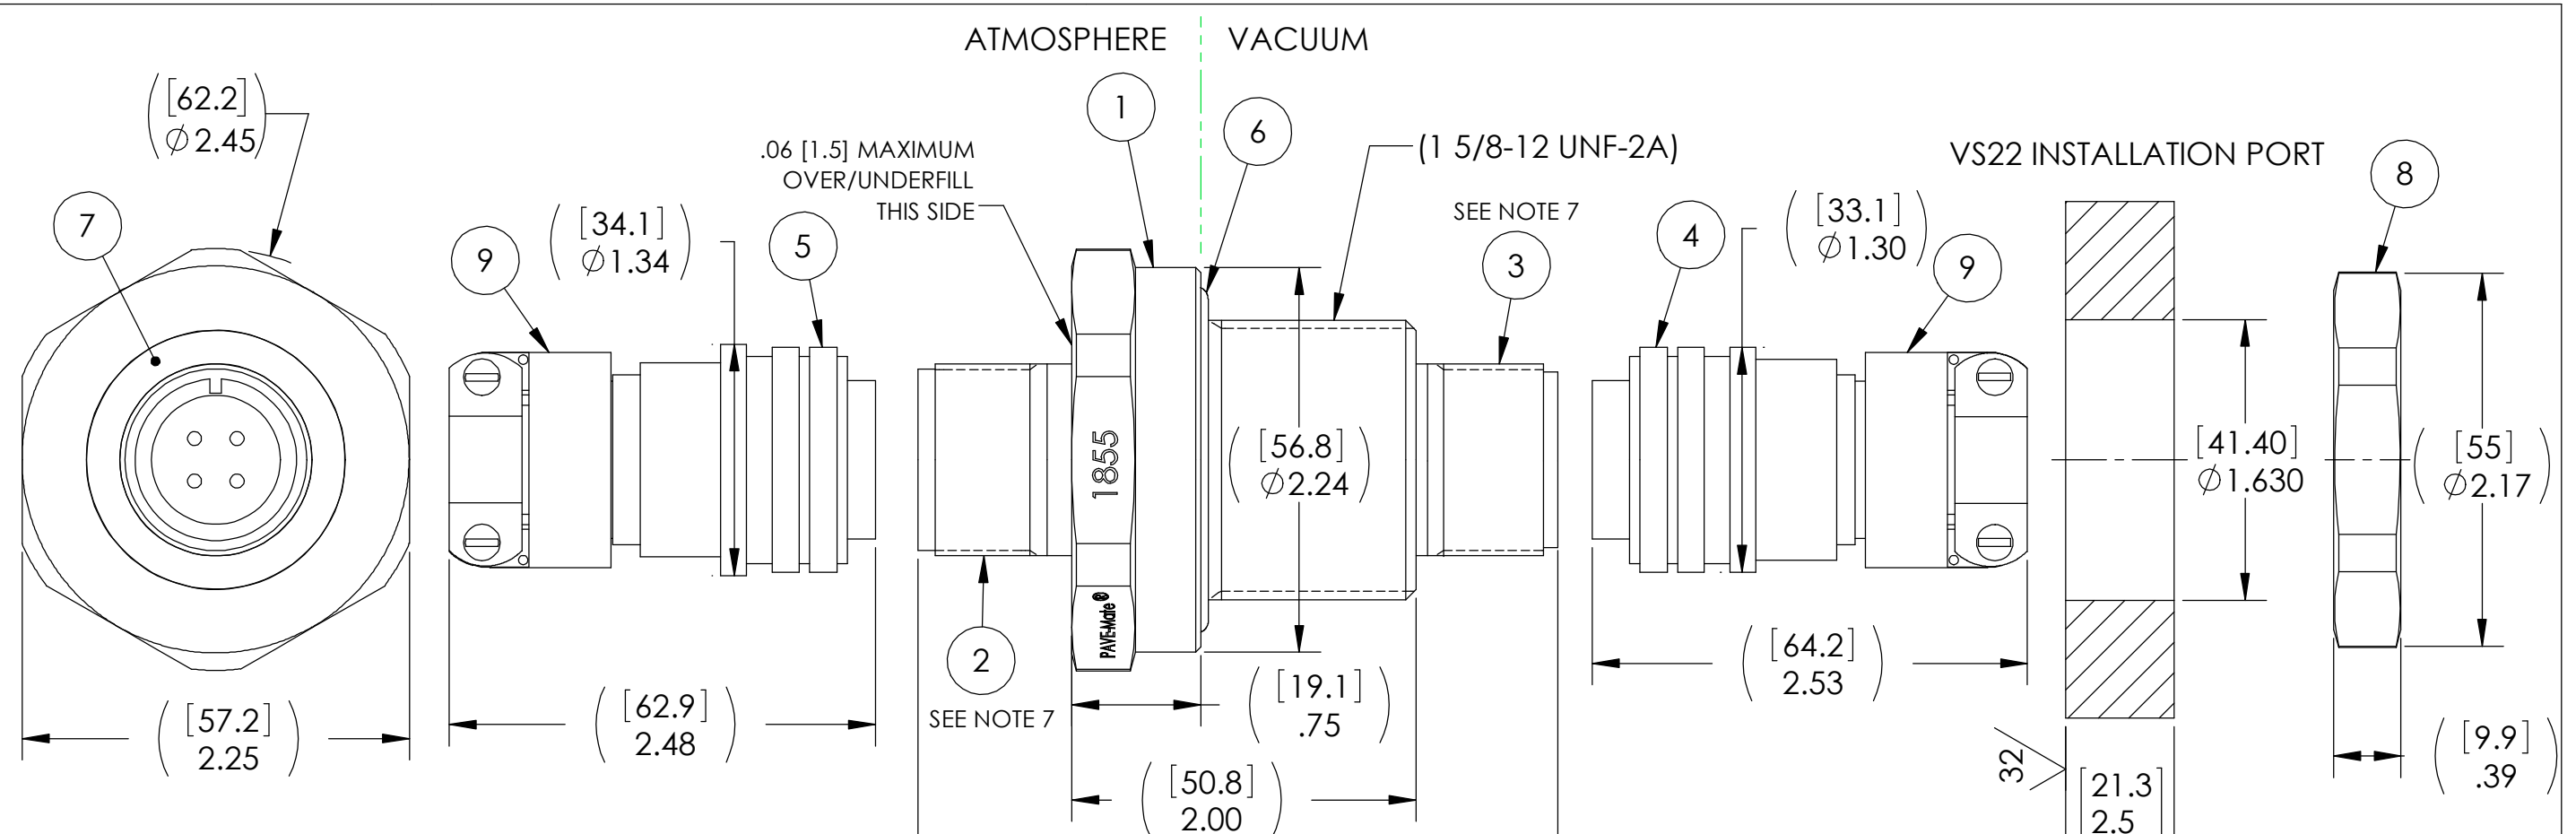 ATMOSPHERE
VACUUM
([62.2]
Ø2.45)
1
6
.06 [1.5] MAXIMUM
OVER/UNDERFILL
THIS SIDE
(1 5/8-12 UNF-2A)
VS22 INSTALLATION PORT
8
7
9
([34.1]
Ø1.34)
5
SEE NOTE 7
3
4
([33.1]
Ø1.30)
9
1855
PAVE-Mate®
([56.8]
Ø2.24)
[41.40]
Ø1.630
([55]
Ø2.17)
2
SEE NOTE 7
([57.2]
2.25)
([62.9]
2.48)
([19.1]
.75)
([50.8]
2.00)
([64.2]
2.53)
32
[21.3]
2.5
([9.9]
.39)